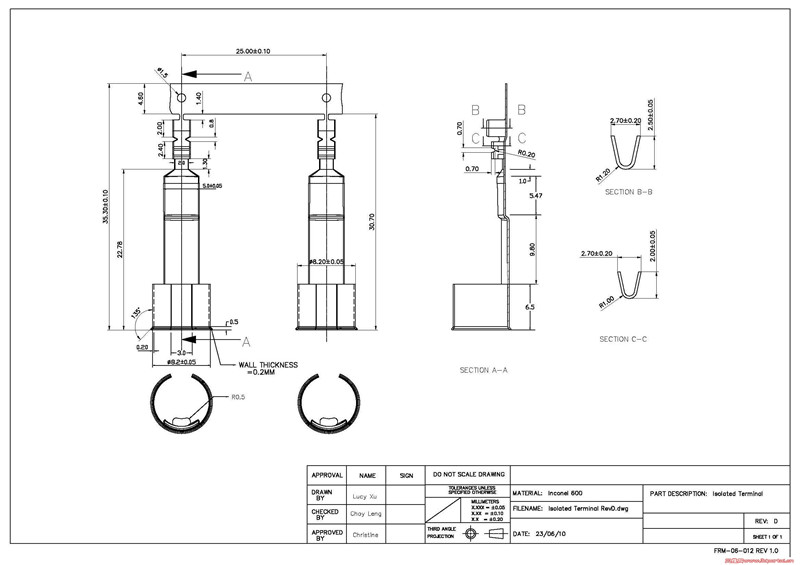 25.00±0.10
A
ø1.5
4.60
1.40
2.00
0.8
2.40
2.0
1.30
2.0
5.0±0.05
35.30±0.10
22.78
30.70
ø8.20±0.05
135°
0.5
A
0.20
3.0
ø9.2±0.05
WALL THICKNESS
=0.2MM
R0.5
B B
C C
0.70
R0.20
0.70
1.0
5.47
9.80
6.5
SECTION A-A
2.70±0.20
2.50±0.05
R1.20
SECTION B-B
2.70±0.20
2.00±0.05
R1.00
SECTION C-C
APPROVAL NAME SIGN
DRAWN BY Lucy Xu
CHECKED BY Chay Leng
APPROVED BY Christine
DO NOT SCALE DRAWING
TOLERANCES UNLESS
SPECIFIED OTHERWISE
MILLIMETERS
X.XXX = ±0.05
X.XX = ±0.10
X.X = ±0.20
THIRD ANGLE
PROJECTION
MATERIAL: Inconel 600
FILENAME: Isolated Terminal RevD.dwg
DATE: 23/06/10
PART DESCRIPTION: Isolated Terminal
REV: D
SHEET 1 OF 1
FRM-06-012 REV 1.0